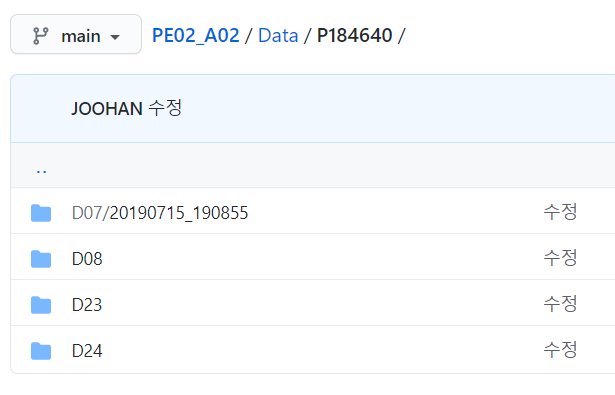 main PE02_A02 / Data / P184640 /
JOOHAN 수정
..
D07/20190715_190855 수정
D08 수정
D23 수정
D24 수정